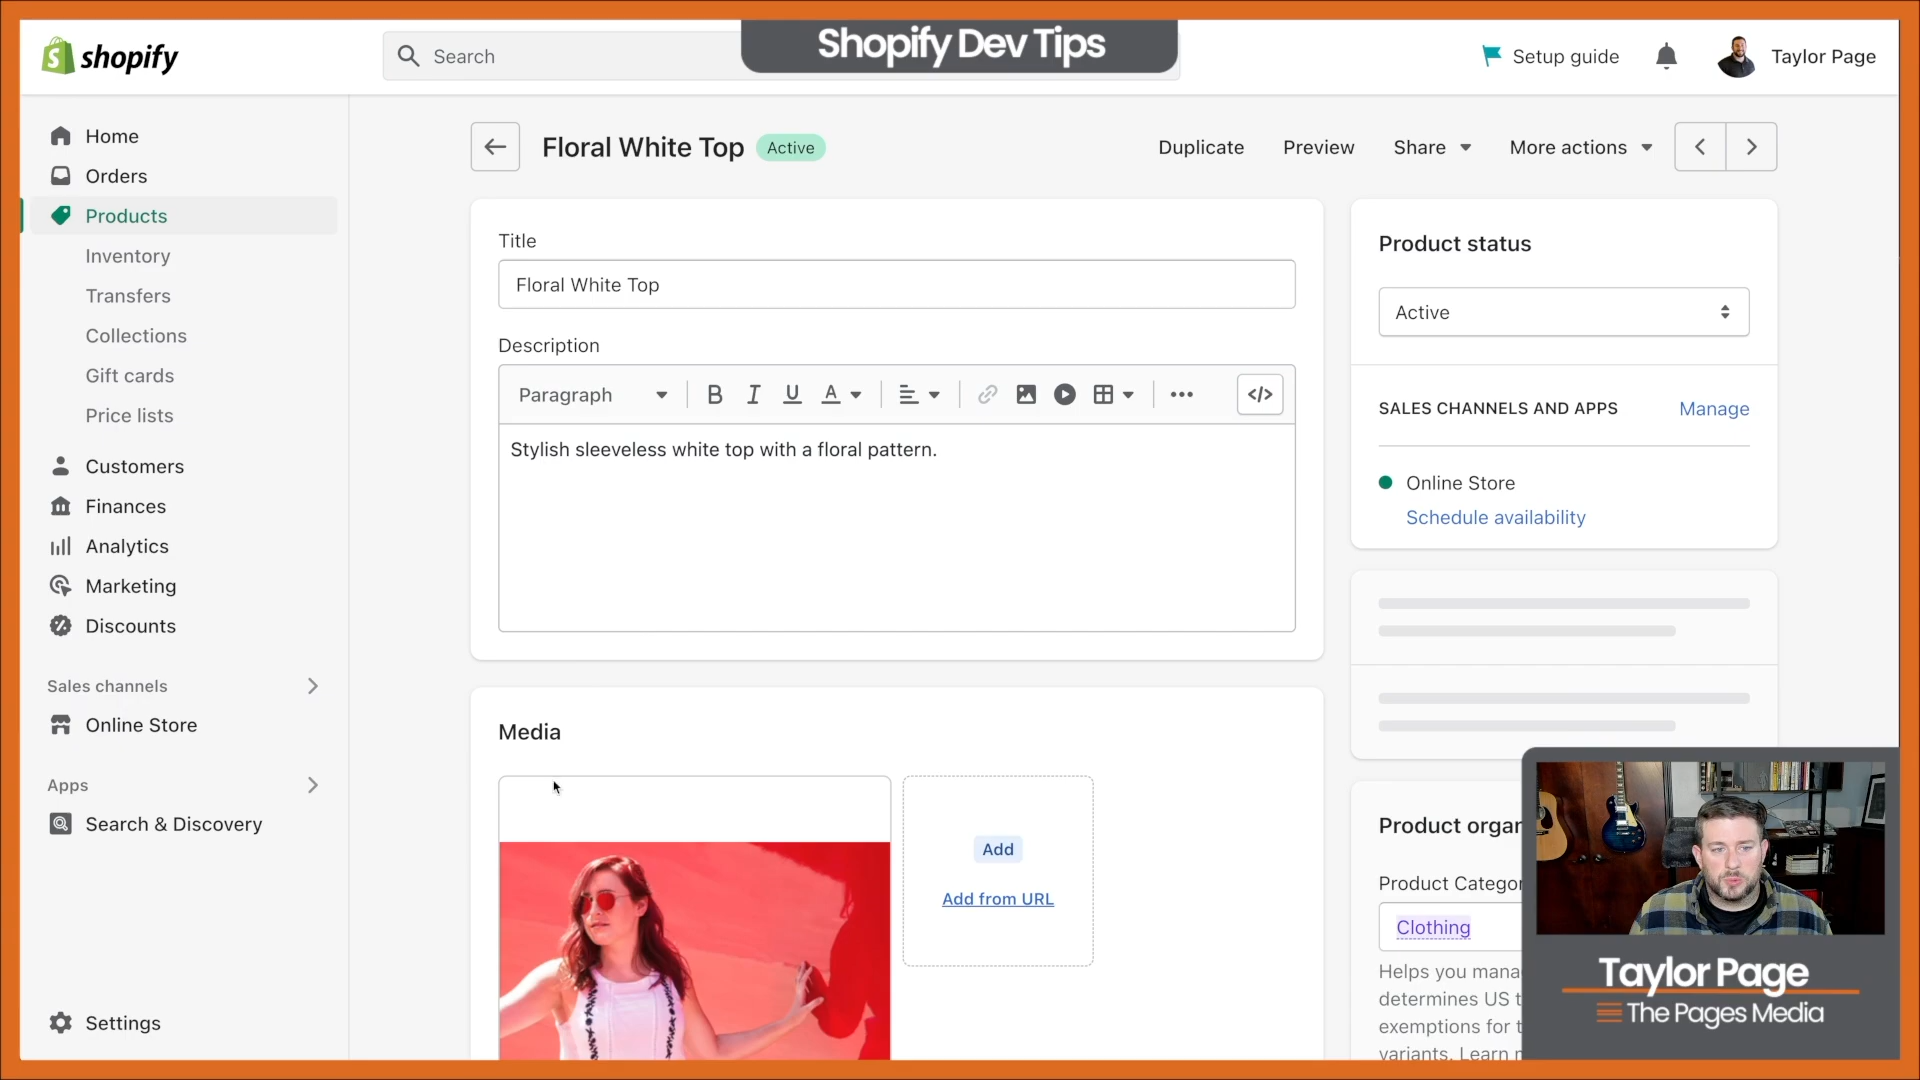 shopify
Search
Shopify Dev Tips
Setup guide
Taylor Page
Home
Orders
Products
Inventory
Transfers
Collections
Gift cards
Price lists
Customers
Finances
Analytics
Marketing
Discounts
Sales channels
Online Store
Apps
Search & Discovery
Settings
Floral White Top Active
Duplicate
Preview
Share
More actions
Title
Floral White Top
Description
Paragraph
B I U A
</>
Stylish sleeveless white top with a floral pattern.
Media
Add
Add from URL
Product status
Active
SALES CHANNELS AND APPS Manage
Online Store
Schedule availability
Product organ
Product Categor
Clothing
Helps you mana
determines US t
exemptions for t
variants. Learn
Taylor Page
The Pages Media